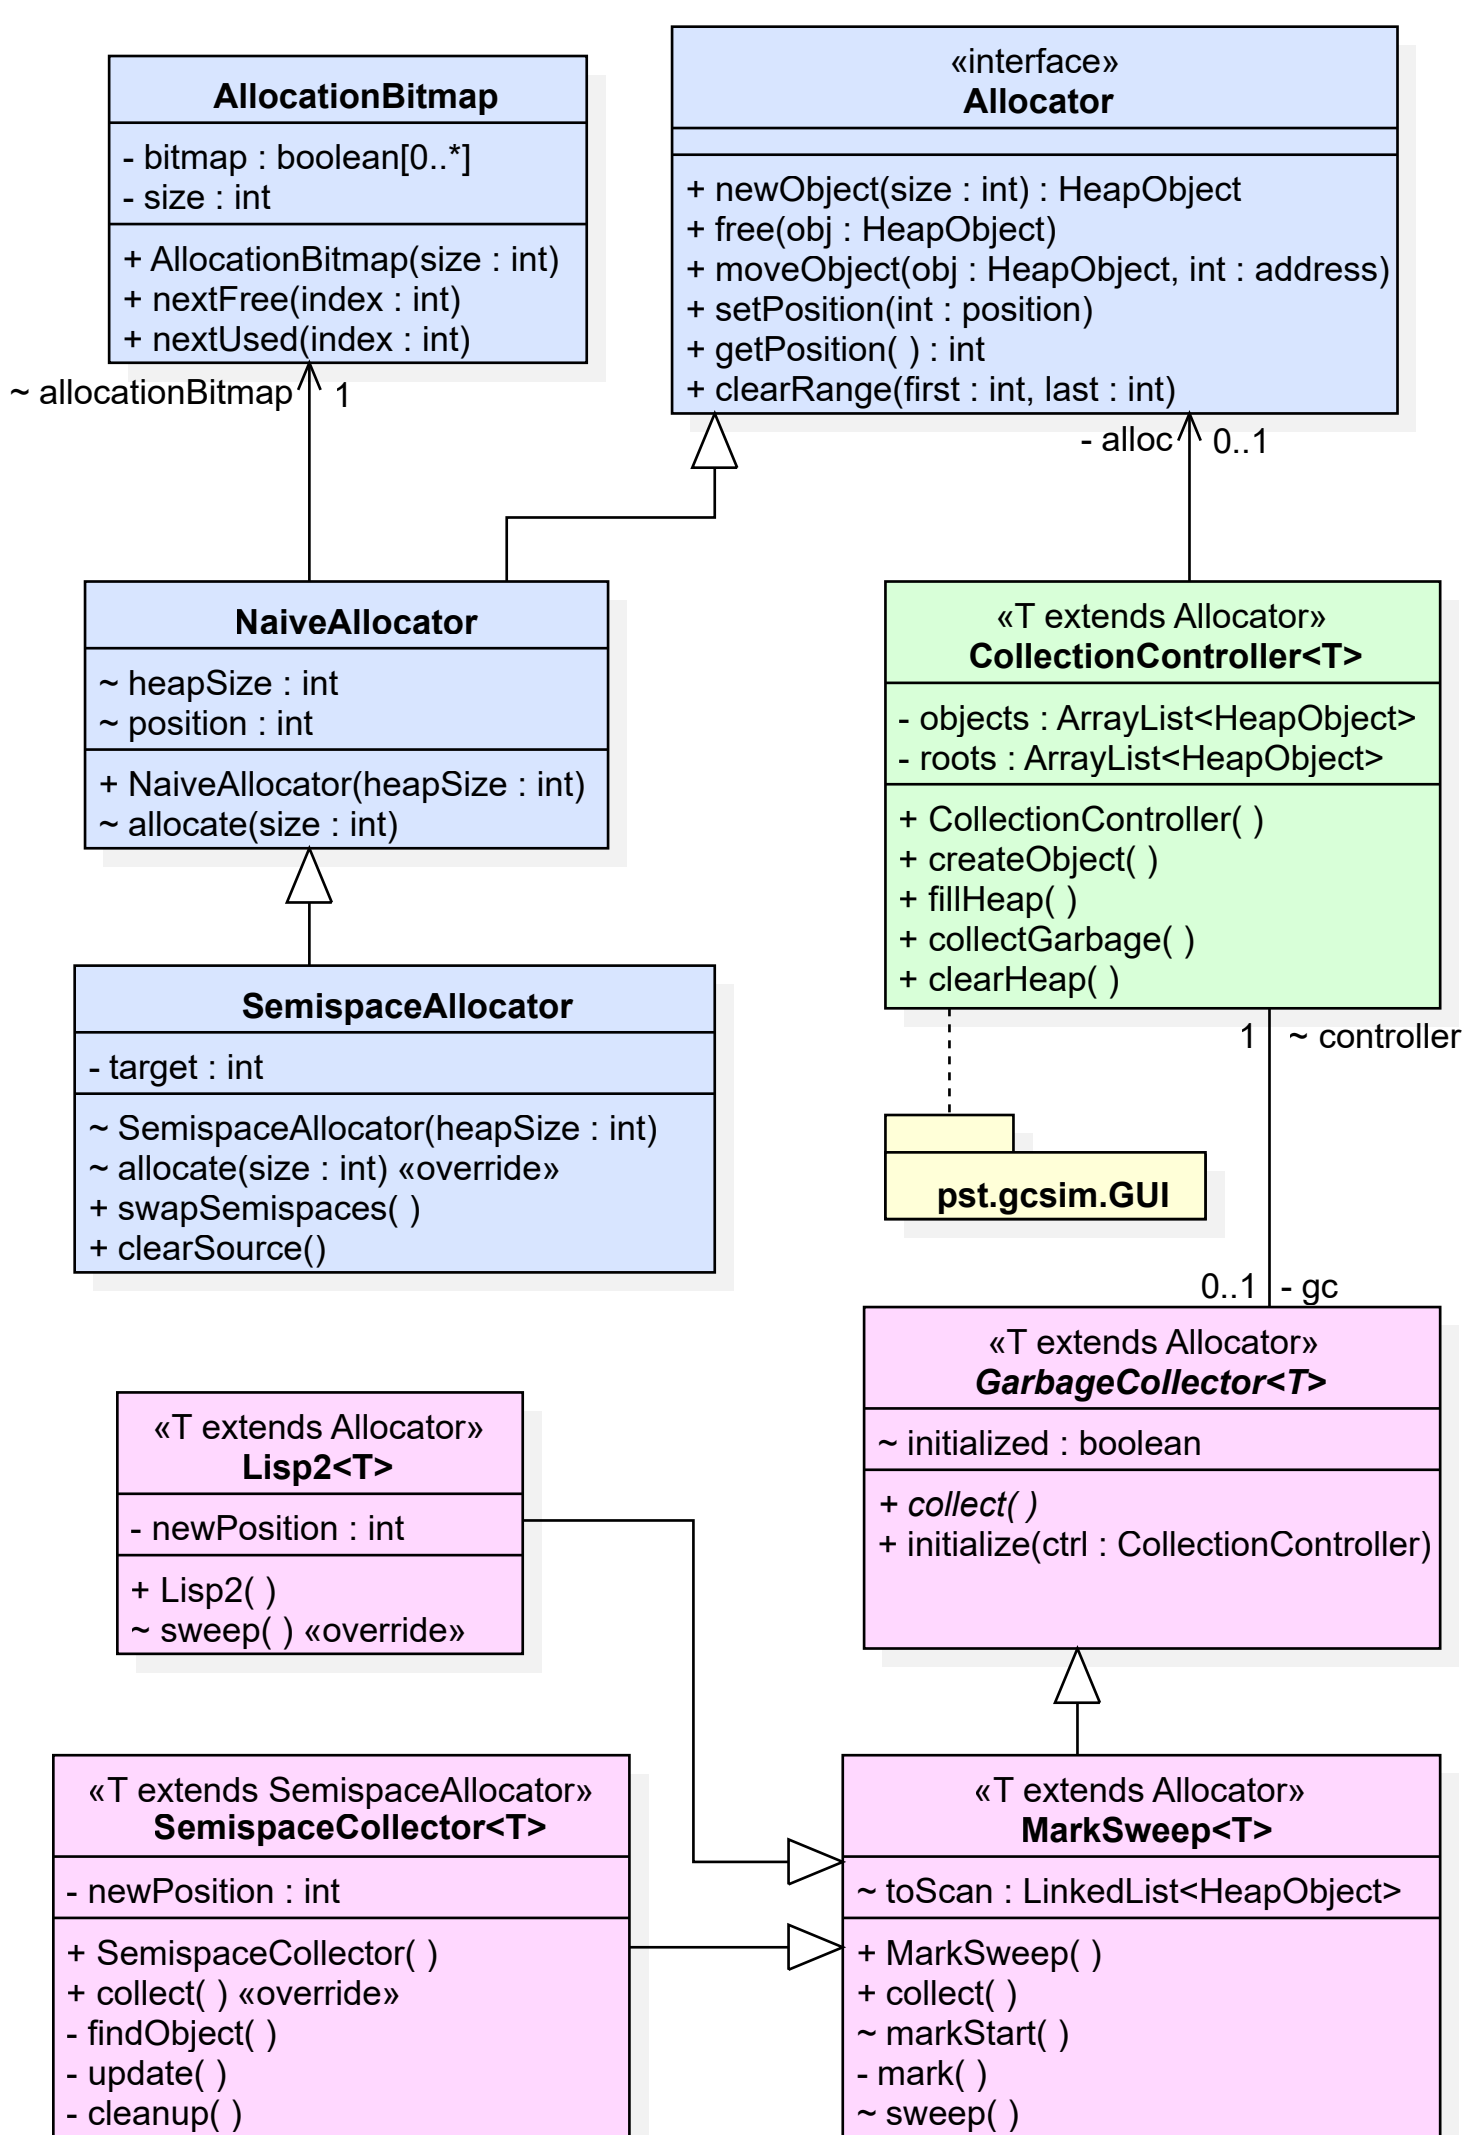 AllocationBitmap
- bitmap : boolean[0..*]
- size : int
+ AllocationBitmap(size : int)
+ nextFree(index : int)
+ nextUsed(index : int)
~ allocationBitmap
1
«interface»
Allocator
+ newObject(size : int) : HeapObject
+ free(obj : HeapObject)
+ moveObject(obj : HeapObject, int : address)
+ setPosition(int : position)
+ getPosition( ) : int
+ clearRange(first : int, last : int)
- alloc
0..1
NaiveAllocator
~ heapSize : int
~ position : int
+ NaiveAllocator(heapSize : int)
~ allocate(size : int)
«T extends Allocator»
CollectionController<T>
- objects : ArrayList<HeapObject>
- roots : ArrayList<HeapObject>
+ CollectionController( )
+ createObject( )
+ fillHeap( )
+ collectGarbage( )
+ clearHeap( )
1
~ controller
SemispaceAllocator
- target : int
~ SemispaceAllocator(heapSize : int)
~ allocate(size : int) «override»
+ swapSemispaces( )
+ clearSource()
pst.gcsim.GUI
0..1
- gc
«T extends Allocator»
GarbageCollector<T>
~ initialized : boolean
+ collect( )
+ initialize(ctrl : CollectionController)
«T extends Allocator»
Lisp2<T>
- newPosition : int
+ Lisp2( )
~ sweep( ) «override»
«T extends SemispaceAllocator»
SemispaceCollector<T>
- newPosition : int
+ SemispaceCollector( )
+ collect( ) «override»
- findObject( )
- update( )
- cleanup( )
«T extends Allocator»
MarkSweep<T>
~ toScan : LinkedList<HeapObject>
+ MarkSweep( )
+ collect( )
~ markStart( )
- mark( )
~ sweep( )